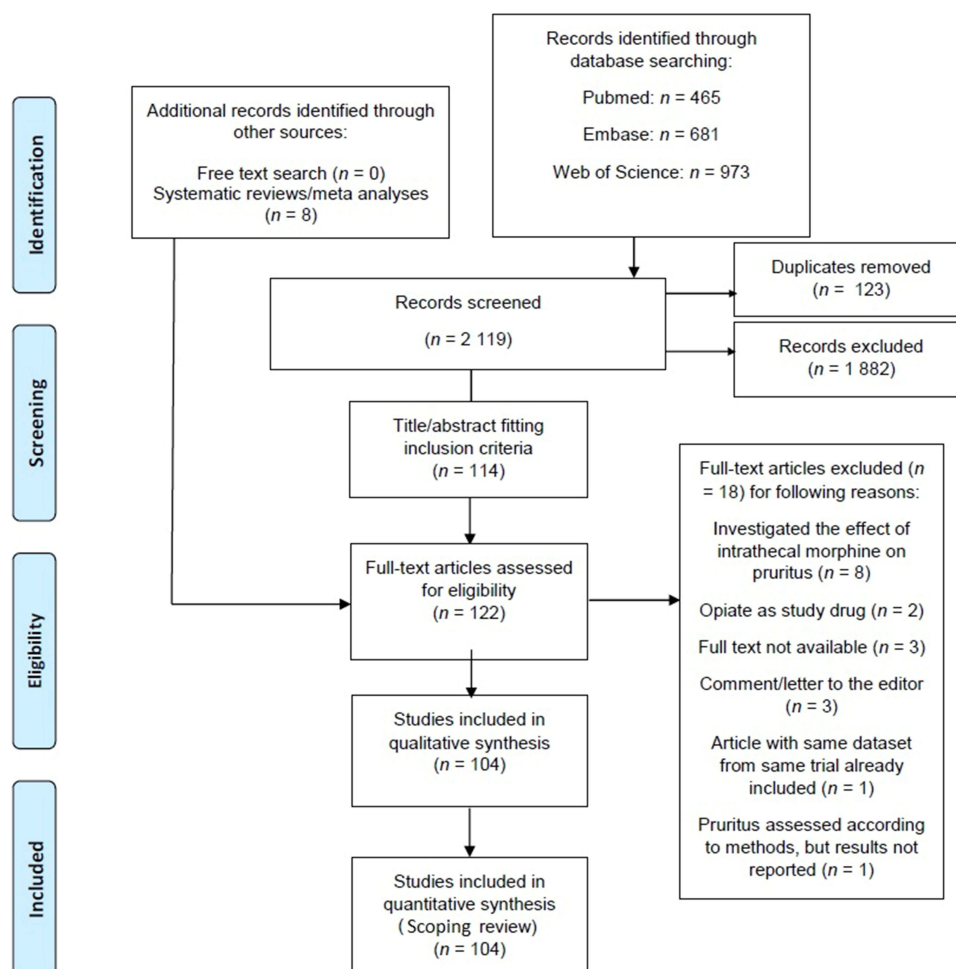 Records identified through
database searching:
Pubmed: n = 465
Embase: n = 681
Web of Science: n = 973
Additional records identified through
other sources:
Free text search (n = 0)
Systematic reviews/meta analyses
(n = 8)
Identification
Duplicates removed
(n = 123)
Records screened
(n = 2 119)
Records excluded
(n = 1 882)
Screening
Title/abstract fitting
inclusion criteria
(n = 114)
Full-text articles excluded (n
= 18) for following reasons:
Investigated the effect of
intrathecal morphine on
pruritus (n = 8)
Opiate as study drug (n = 2)
Full text not available (n = 3)
Comment/letter to the editor
(n = 3)
Article with same dataset
from same trial already
included (n = 1)
Pruritus assessed according
to methods, but results not
reported (n = 1)
Full-text articles assessed
for eligibility
(n = 122)
Eligibility
Studies included in
qualitative synthesis
(n = 104)
Included
Studies included in
quantitative synthesis
(Scoping review)
(n = 104)